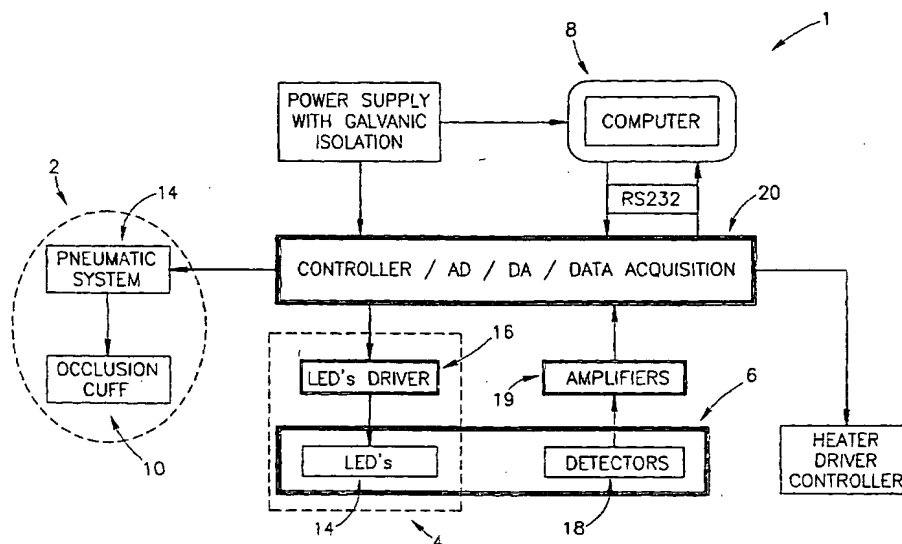 1
8
POWER SUPPLY
WITH GALVANIC
ISOLATION
COMPUTER
RS232
20
2
14
PNEUMATIC
SYSTEM
CONTROLLER / AD / DA / DATA ACQUISITION
OCCLUSION
CUFF
10
16
LED's DRIVER
19
AMPLIFIERS
6
LED's
DETECTORS
14
18
4
HEATER
DRIVER
CONTROLLER